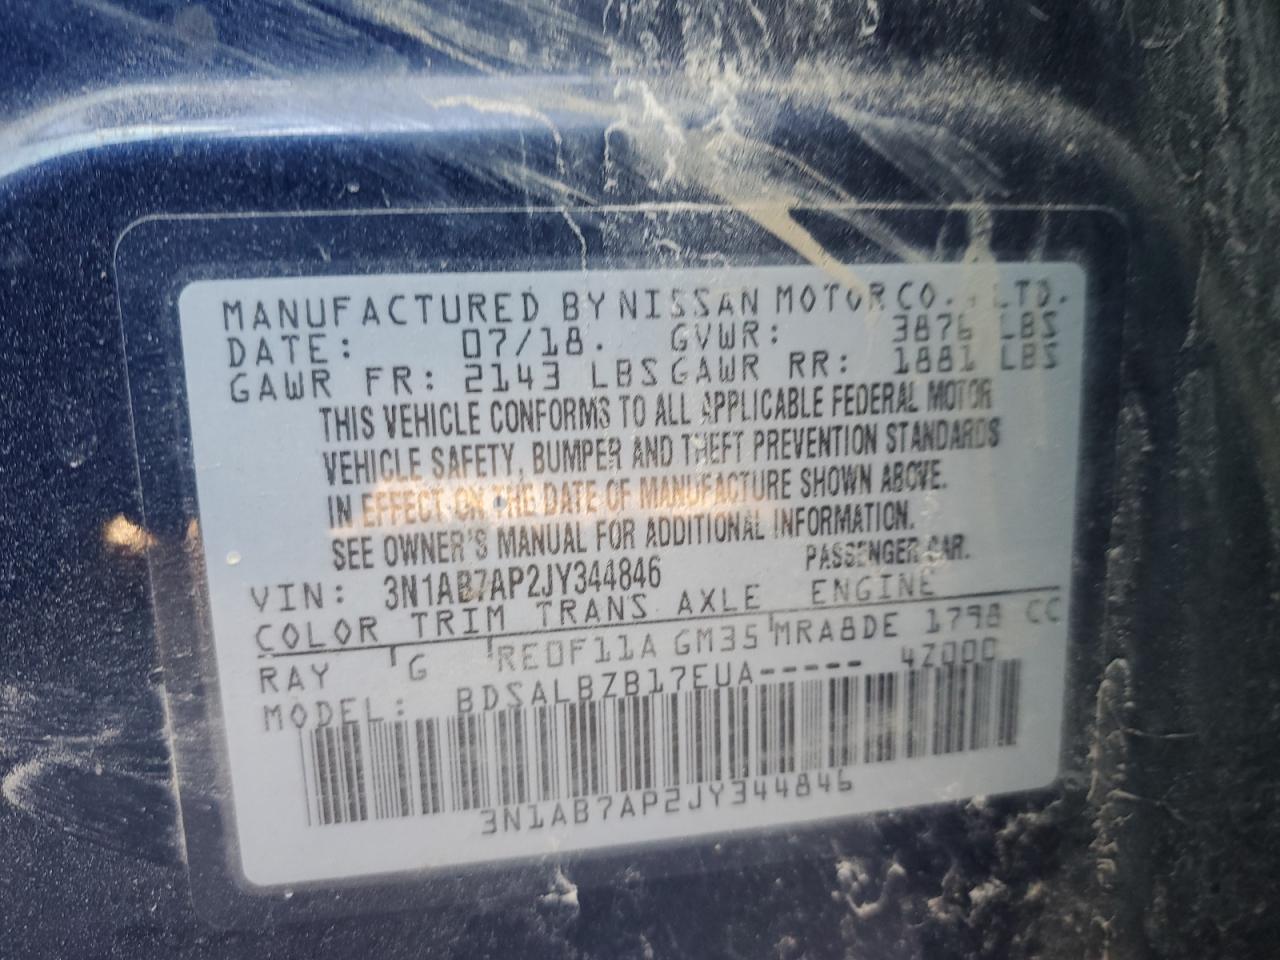 MANUFACTURED BY NISSAN MOTOR CO., LTD.
DATE: 07/18. GVWR: 3876 LBS
GAWR FR: 2143 LBS GAWR RR: 1881 LBS
THIS VEHICLE CONFORMS TO ALL APPLICABLE FEDERAL MOTOR
VEHICLE SAFETY, BUMPER AND THEFT PREVENTION STANDARDS
IN EFFECT ON THE DATE OF MANUFACTURE SHOWN ABOVE.
SEE OWNER'S MANUAL FOR ADDITIONAL INFORMATION.
VIN: 3N1AB7AP2JY344846 PASSENGER CAR.
COLOR TRIM TRANS AXLE ENGINE
RAY G RE0F11A GM35 MRA8DE 1798 CC
MODEL: BDSALBZB17EUA----- 4Z000
3N1AB7AP2JY344846